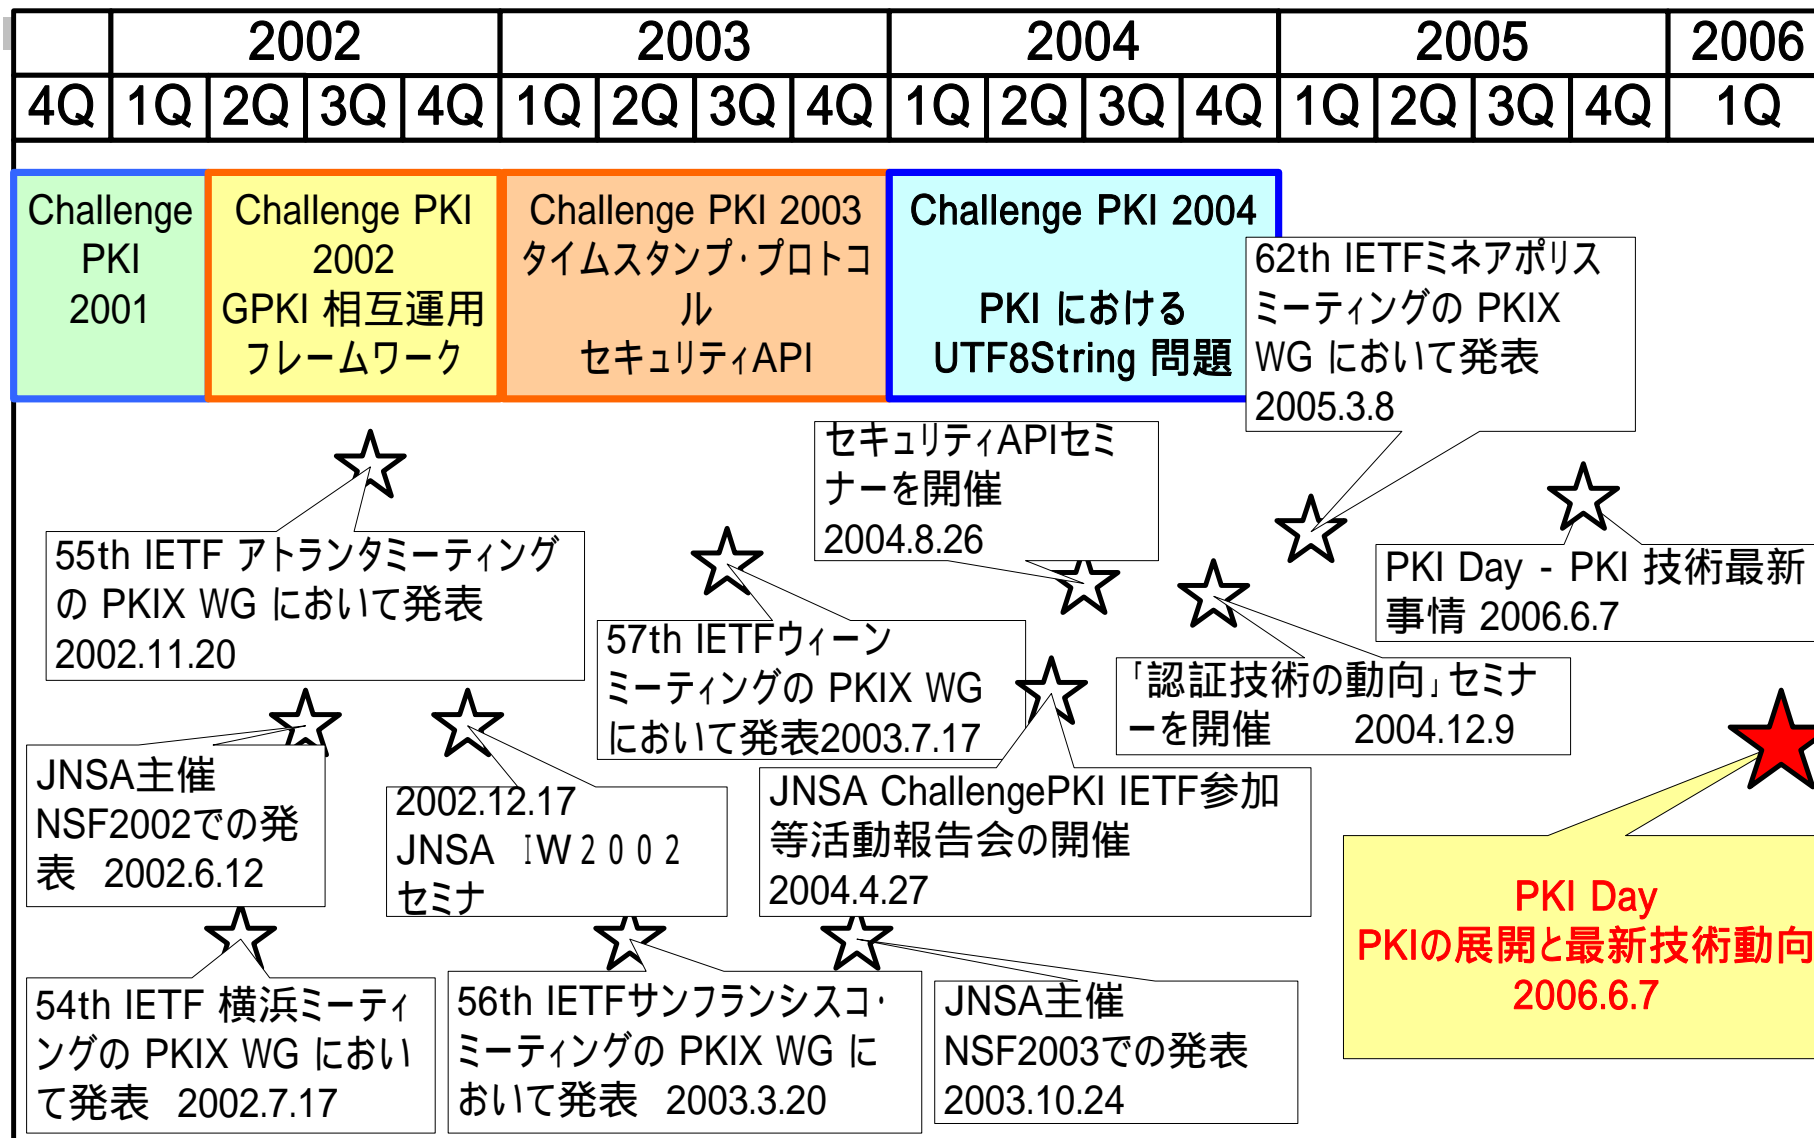 2002 2003 2004 2005 2006
4Q 1Q 2Q 3Q 4Q 1Q 2Q 3Q 4Q 1Q 2Q 3Q 4Q 1Q 2Q 3Q 4Q 1Q
Challenge
PKI
2001
Challenge PKI
2002
GPKI 相互運用
フレームワーク
Challenge PKI 2003
タイムスタンプ・プロトコ
ル
セキュリティAPI
Challenge PKI 2004
PKI における
UTF8String 問題
62th IETFミネアポリス
ミーティングの PKIX
WG において発表
2005.3.8
セキュリティAPIセミ
ナーを開催
2004.8.26
55th IETF アトランタミーティング
の PKIX WG において発表
2002.11.20
PKI Day - PKI 技術最新
事情 2006.6.7
57th IETFウィーン
ミーティングの PKIX WG
において発表2003.7.17
「認証技術の動向」セミナ
ーを開催 2004.12.9
JNSA主催
NSF2002での発
表 2002.6.12
2002.12.17
JNSA IW2002
セミナ
JNSA ChallengePKI IETF参加
等活動報告会の開催
2004.4.27
PKI Day
PKIの展開と最新技術動向
2006.6.7
54th IETF 横浜ミーティ
ングの PKIX WG におい
て発表 2002.7.17
56th IETFサンフランシスコ・
ミーティングの PKIX WG に
おいて発表 2003.3.20
JNSA主催
NSF2003での発表
2003.10.24